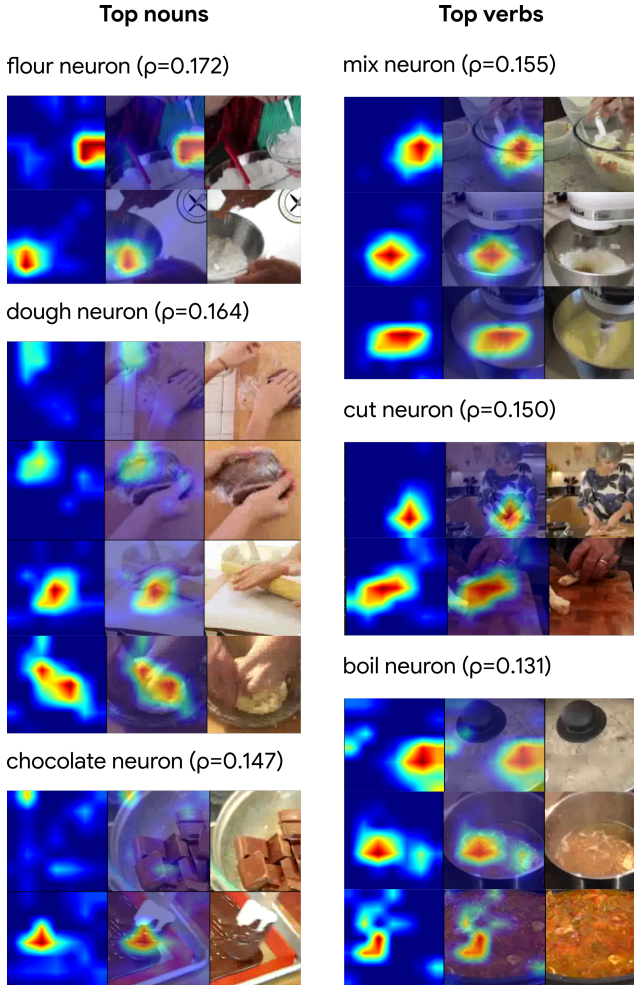 Top nouns
flour neuron (ρ=0.172)
dough neuron (ρ=0.164)
chocolate neuron (ρ=0.147)
Top verbs
mix neuron (ρ=0.155)
cut neuron (ρ=0.150)
boil neuron (ρ=0.131)